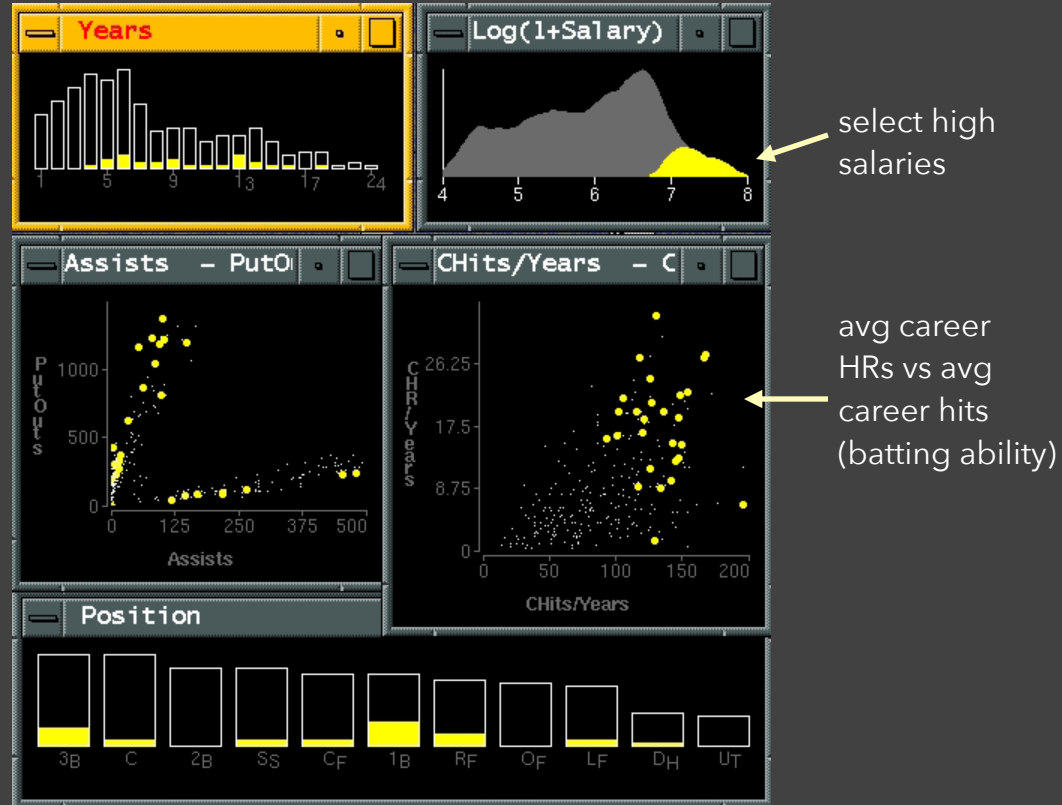 Years
1 5 9 13 17 24
Log(1+Salary)
4 5 6 7 8
select high
salaries
Assists - PutO
PutOuts
1000
500
0
0 125 250 375 500
Assists
CHits/Years - C
CHR/Years
26.25
17.5
8.75
0
0 50 100 150 200
CHits/Years
avg career
HRs vs avg
career hits
(batting ability)
Position
3B C 2B SS CF 1B RF OF LF DH UT